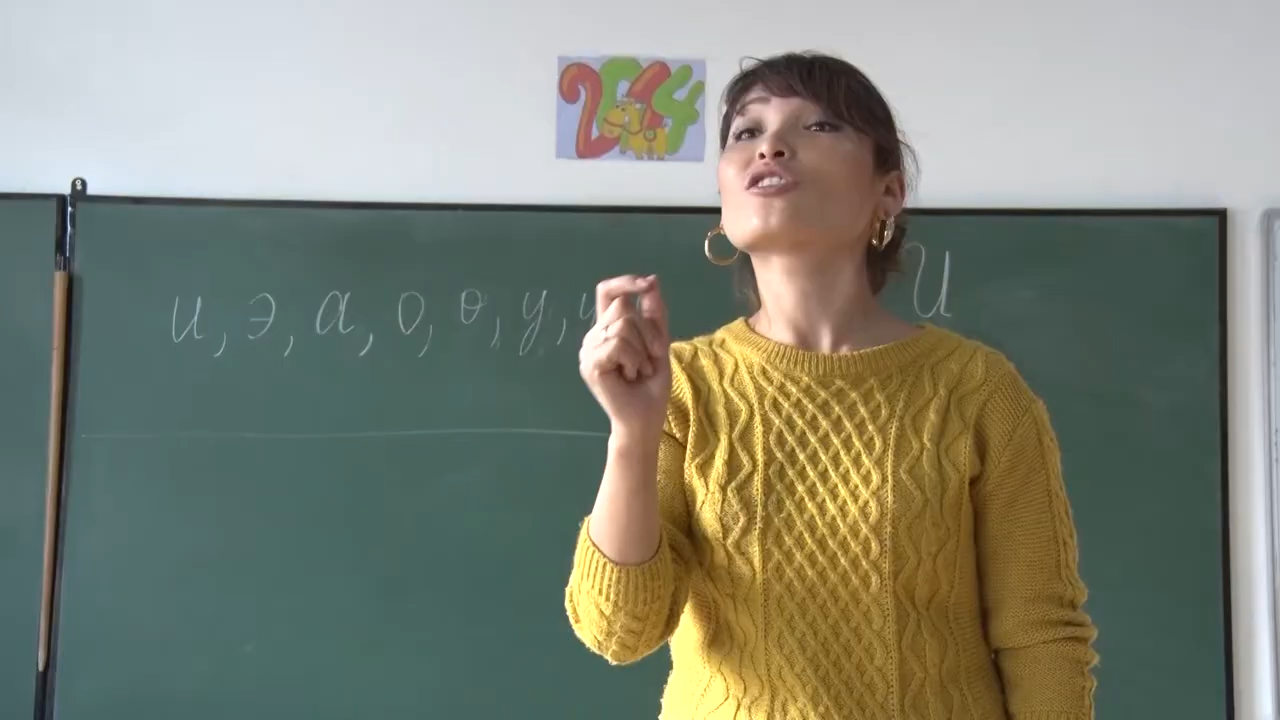 2014
и, э, а, о, ө, у,
и